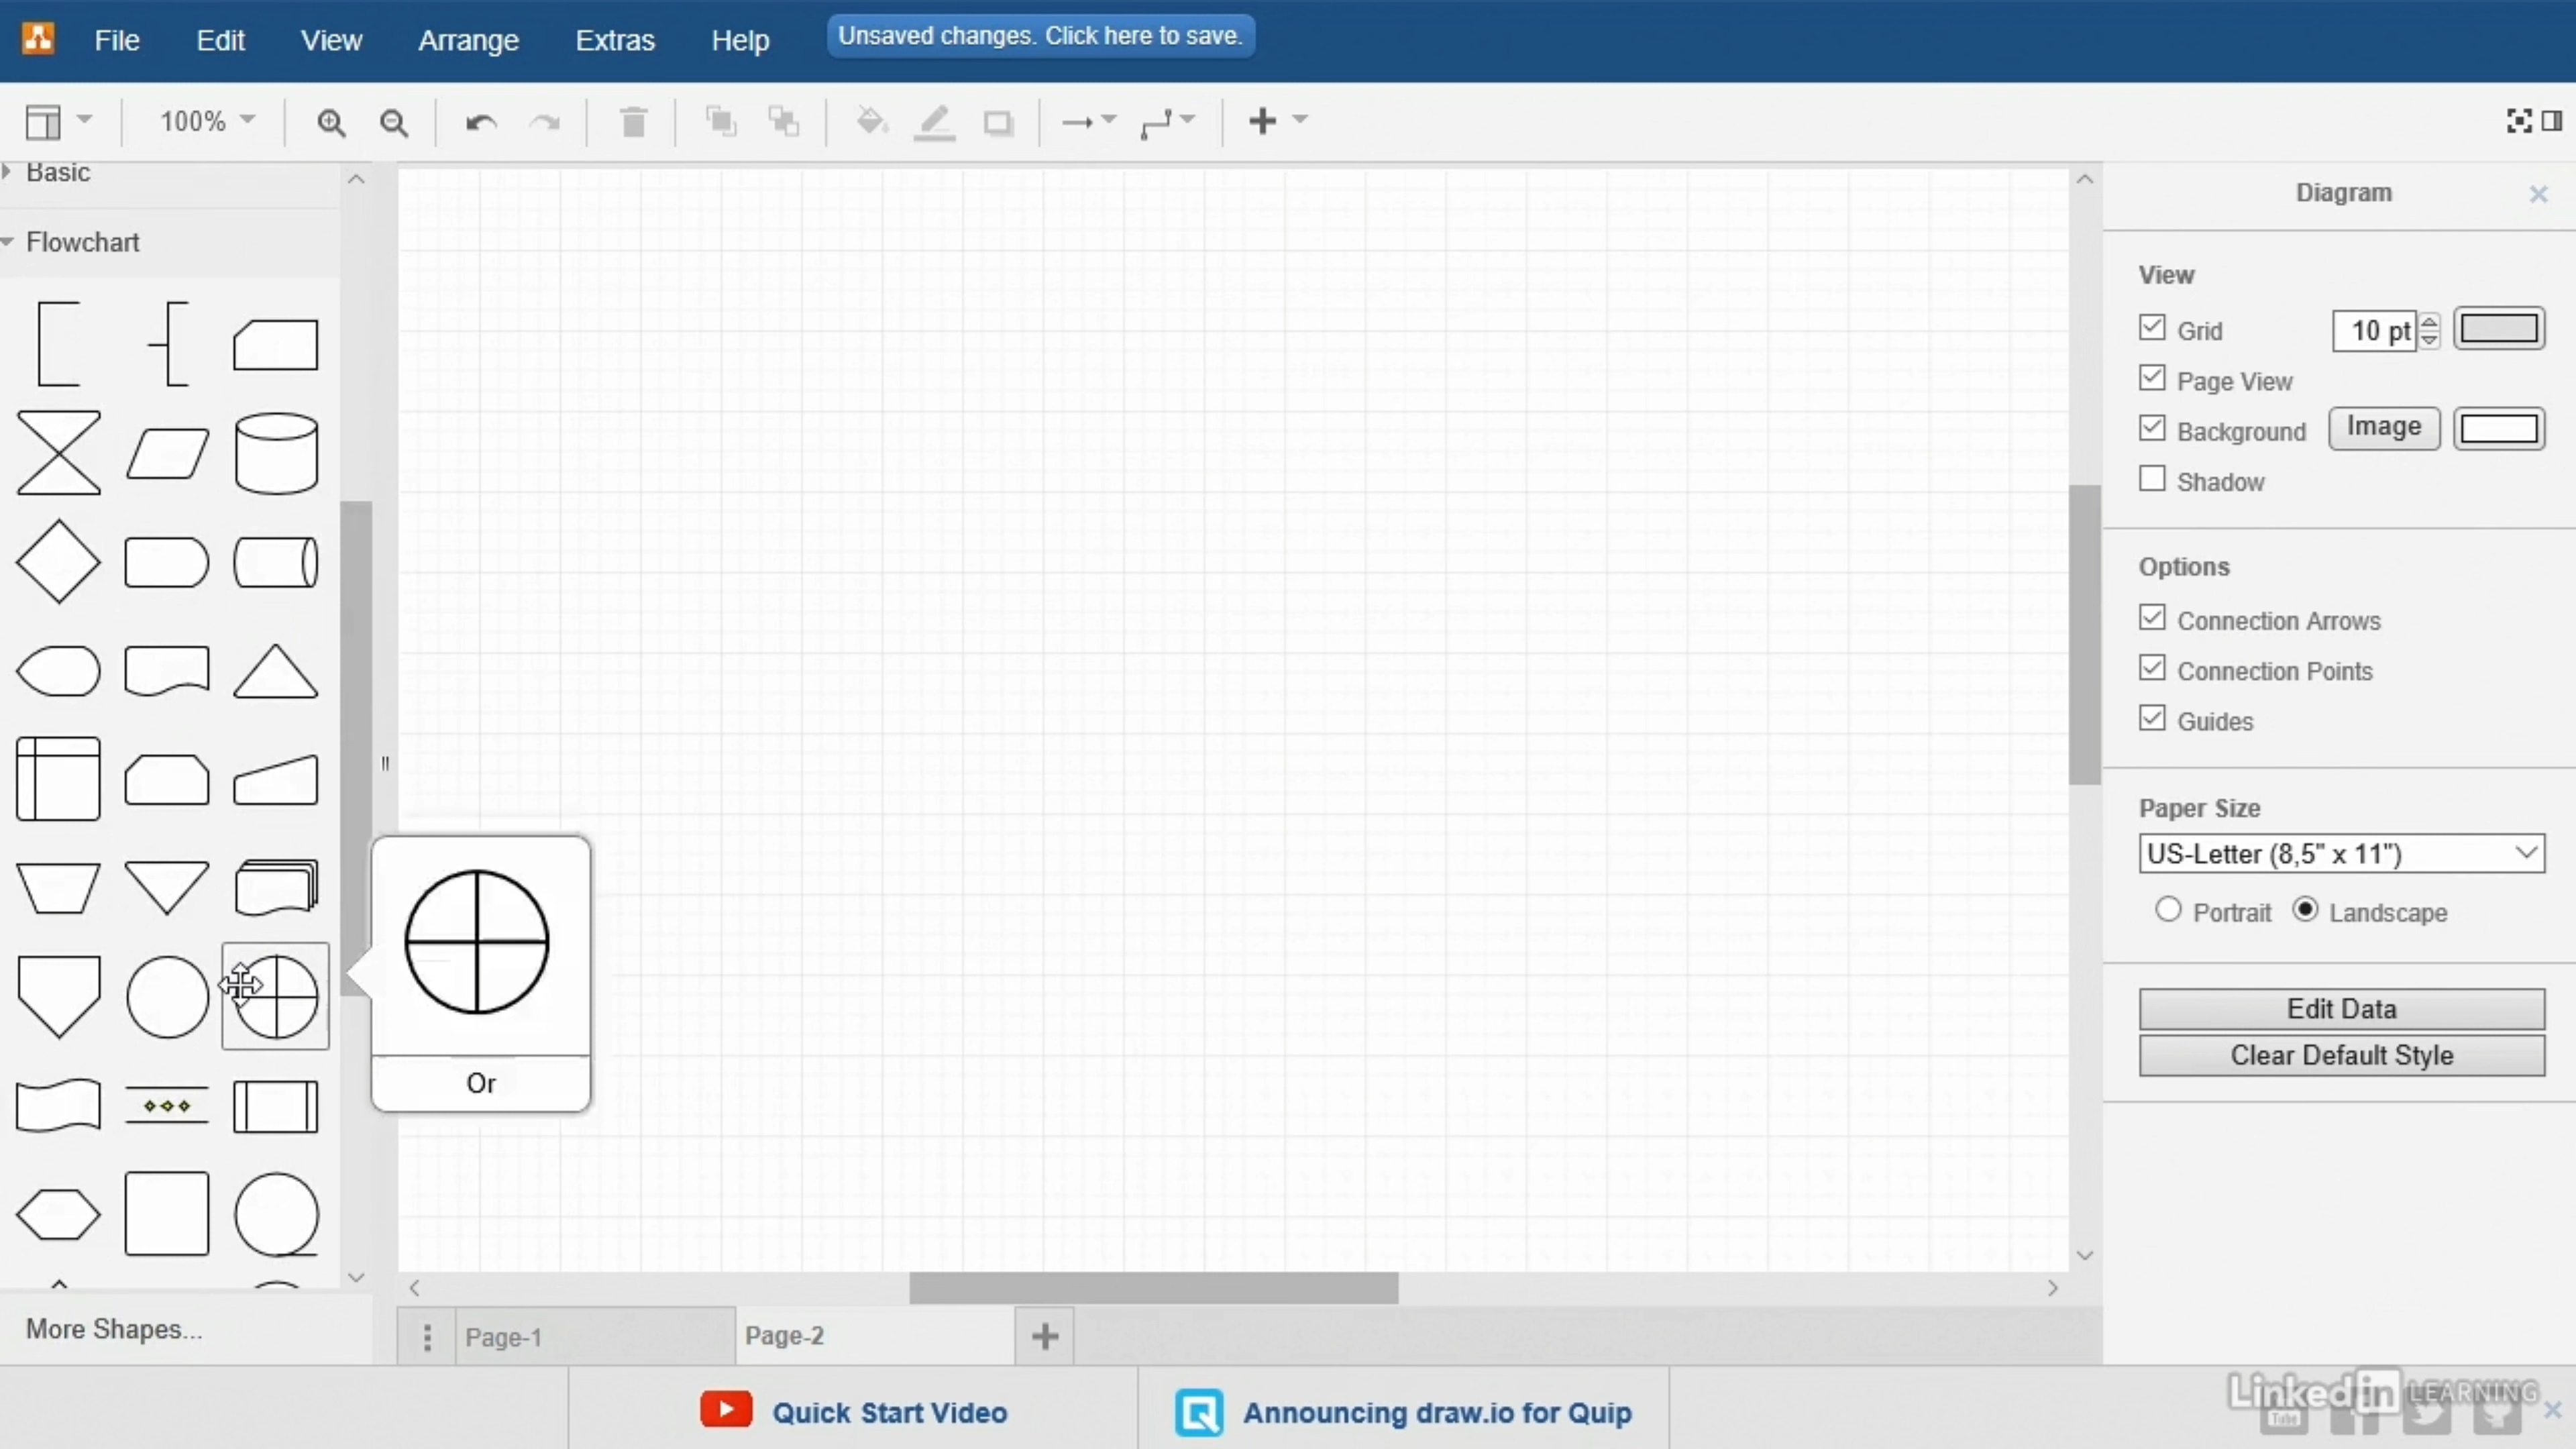 File Edit View Arrange Extras Help Unsaved changes. Click here to save.
100%
Basic
Flowchart
Or
More Shapes...
Page-1 Page-2
Diagram
View
Grid 10 pt
Page View
Background Image
Shadow
Options
Connection Arrows
Connection Points
Guides
Paper Size
US-Letter (8,5" x 11")
Portrait Landscape
Edit Data
Clear Default Style
Quick Start Video Announcing draw.io for Quip
Linked in LEARNING
Tube